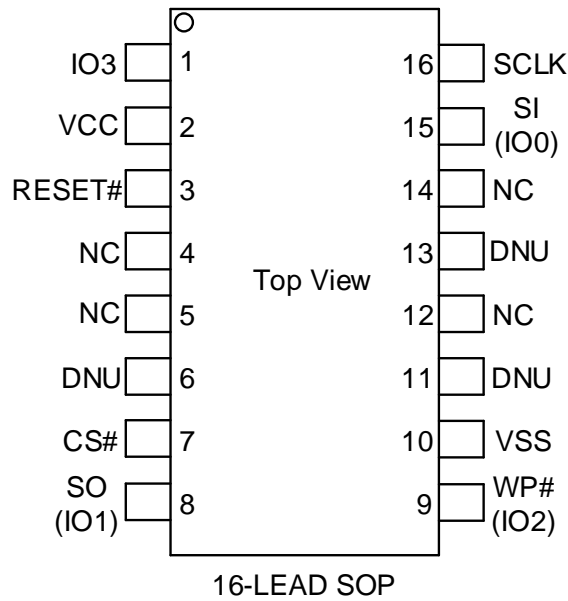 IO3 1 16 SCLK
VCC 2 15 SI
(IO0)
RESET# 3 14 NC
NC 4 13 DNU
Top View
NC 5 12 NC
DNU 6 11 DNU
CS# 7 10 VSS
SO 8 9 WP#
(IO1) (IO2)
16-LEAD SOP